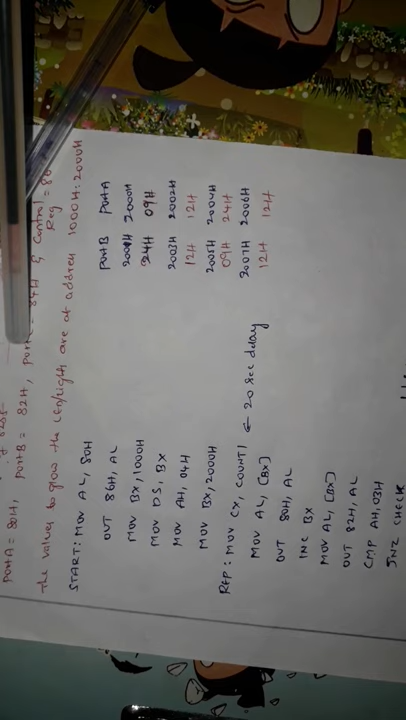 PortA = 80H, PortB = 82H, Port 84H & Control = 86
Reg
the values to glow the LEDs/Light are at address 1000H:2000H
START: MOV AL, 80H
OUT 86H, AL
MOV BX, 1000H
MOV DS, BX
MOV AH, 04H
MOV BX, 2000H
REP: MOV CX, COUNT1 ← 20 sec delay
MOV AL, [BX]
OUT 80H, AL
INC BX
MOV AL, [BX]
OUT 82H, AL
CMP AH, 03H
JNZ CHECK
PortB PortA
2001H 2000H
24H 09H
2003H 2002H
12H 12H
2005H 2004H
09H 24H
2007H 2006H
12H 12H